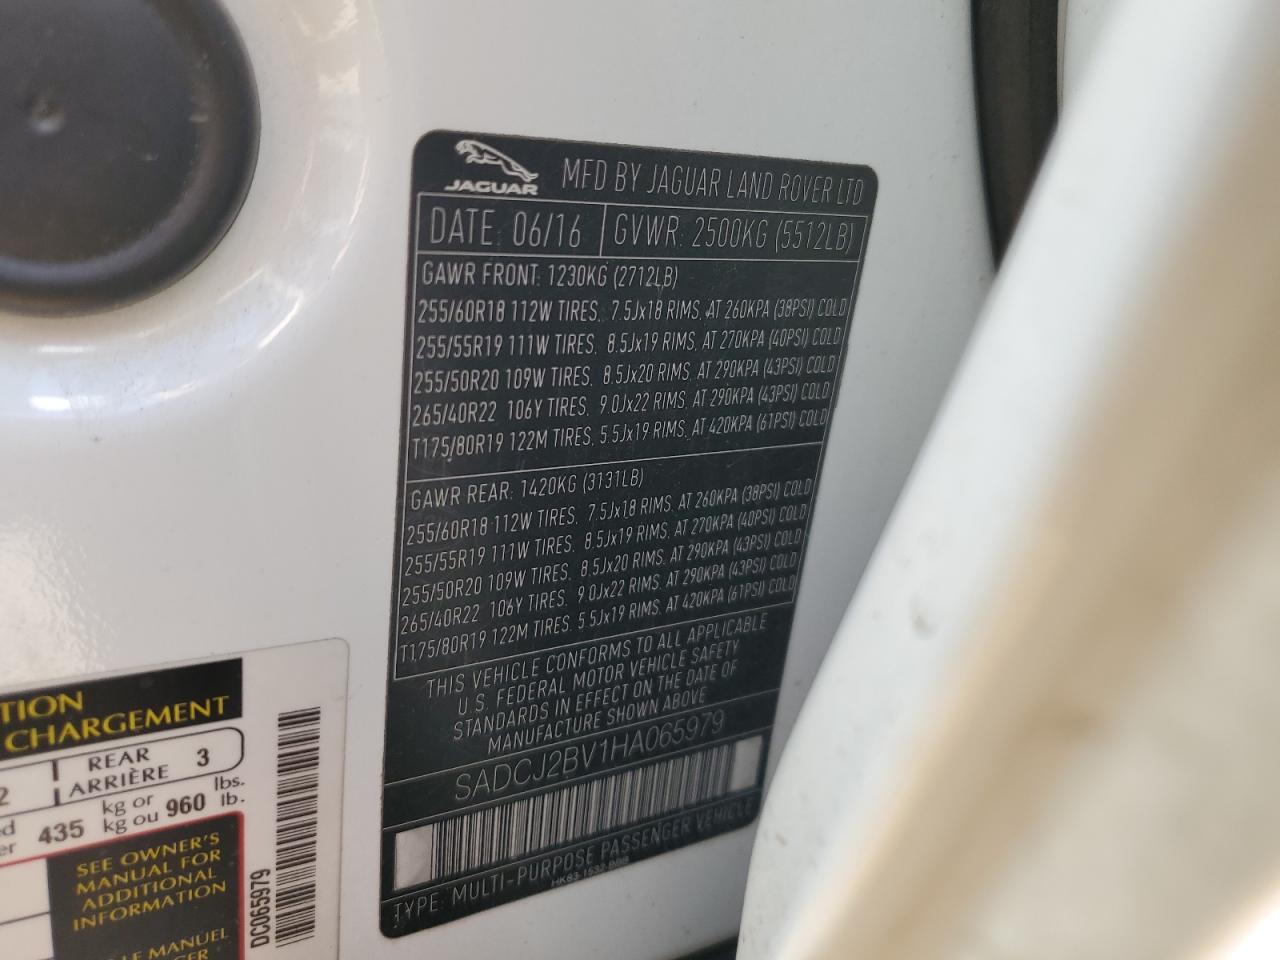 JAGUAR MFD BY JAGUAR LAND ROVER LTD
DATE: 06/16 GVWR: 2500KG (5512LB)
GAWR FRONT: 1230KG (2712LB)
255/60R18 112W TIRES, 7.5Jx18 RIMS, AT 260KPA (38PSI) COLD
255/55R19 111W TIRES, 8.5Jx19 RIMS, AT 270KPA (40PSI) COLD
255/50R20 109W TIRES, 8.5Jx20 RIMS, AT 290KPA (43PSI) COLD
265/40R22 106Y TIRES, 9.0Jx22 RIMS, AT 290KPA (43PSI) COLD
T175/80R19 122M TIRES, 5.5Jx19 RIMS, AT 420KPA (61PSI) COLD
GAWR REAR: 1420KG (3131LB)
255/60R18 112W TIRES, 7.5Jx18 RIMS, AT 260KPA (38PSI) COLD
255/55R19 111W TIRES, 8.5Jx19 RIMS, AT 270KPA (40PSI) COLD
255/50R20 109W TIRES, 8.5Jx20 RIMS, AT 290KPA (43PSI) COLD
265/40R22 106Y TIRES, 9.0Jx22 RIMS, AT 290KPA (43PSI) COLD
T175/80R19 122M TIRES, 5.5Jx19 RIMS, AT 420KPA (61PSI) COLD
THIS VEHICLE CONFORMS TO ALL APPLICABLE
U.S. FEDERAL MOTOR VEHICLE SAFETY
STANDARDS IN EFFECT ON THE DATE OF
MANUFACTURE SHOWN ABOVE
SADCJ2BV1HA065979
TYPE: MULTI-PURPOSE PASSENGER VEHICLE
HK83-1532-BBB
TION
CHARGEMENT
2 REAR
ARRIÈRE 3
ed 435 kg or 960 lbs.
er kg ou lb.
SEE OWNER'S
MANUAL FOR
ADDITIONAL
INFORMATION
LE MANUEL
GER
DC065979